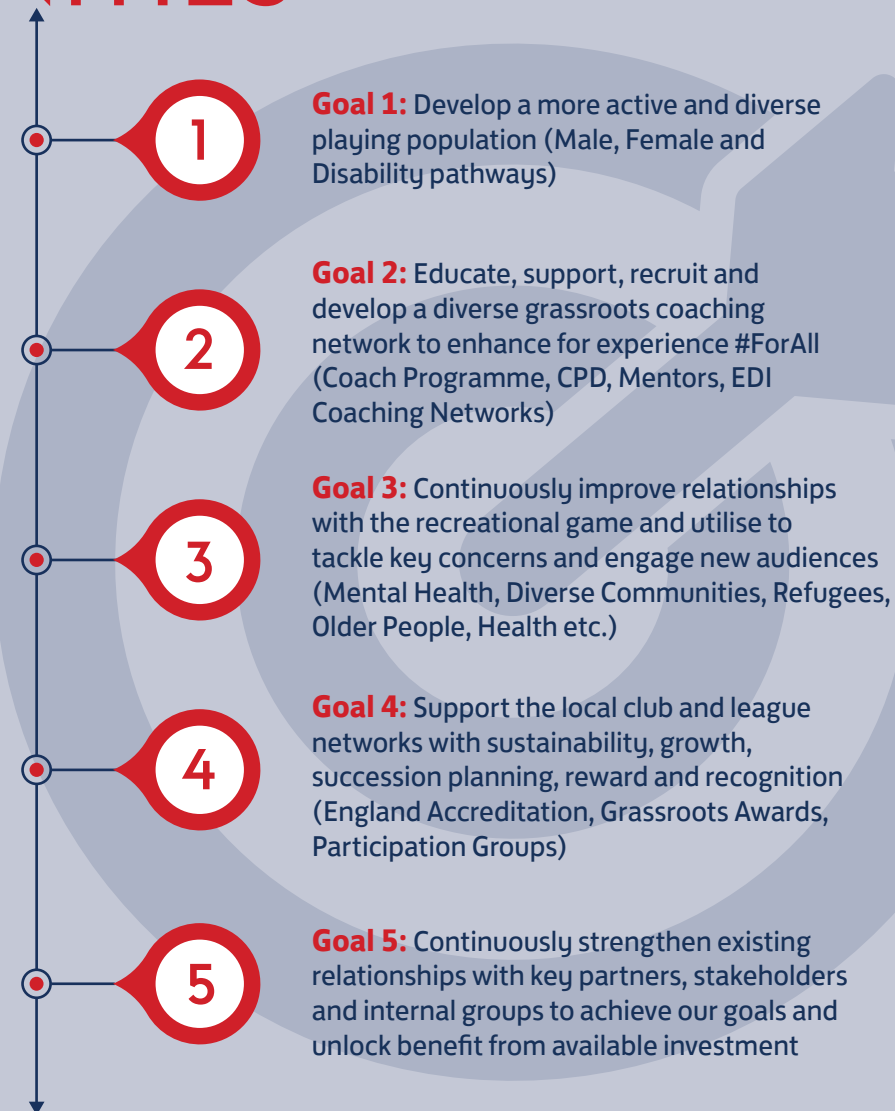 1
Goal 1: Develop a more active and diverse
playing population (Male, Female and
Disability pathways)
2
Goal 2: Educate, support, recruit and
develop a diverse grassroots coaching
network to enhance for experience #ForAll
(Coach Programme, CPD, Mentors, EDI
Coaching Networks)
3
Goal 3: Continuously improve relationships
with the recreational game and utilise to
tackle key concerns and engage new audiences
(Mental Health, Diverse Communities, Refugees,
Older People, Health etc.)
4
Goal 4: Support the local club and league
networks with sustainability, growth,
succession planning, reward and recognition
(England Accreditation, Grassroots Awards,
Participation Groups)
5
Goal 5: Continuously strengthen existing
relationships with key partners, stakeholders
and internal groups to achieve our goals and
unlock benefit from available investment